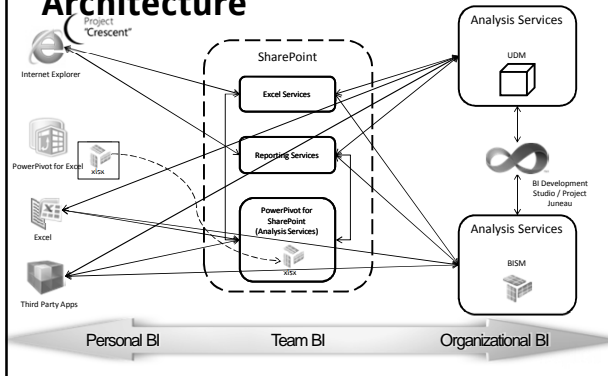 Architecture
Project
"Crescent"
Internet Explorer
PowerPivot for Excel
xlsx
Excel
Third Party Apps
SharePoint
Excel Services
Reporting Services
PowerPivot for
SharePoint
(Analysis Services)
xlsx
Analysis Services
UDM
BI Development
Studio / Project
Juneau
Analysis Services
BISM
Personal BI
Team BI
Organizational BI